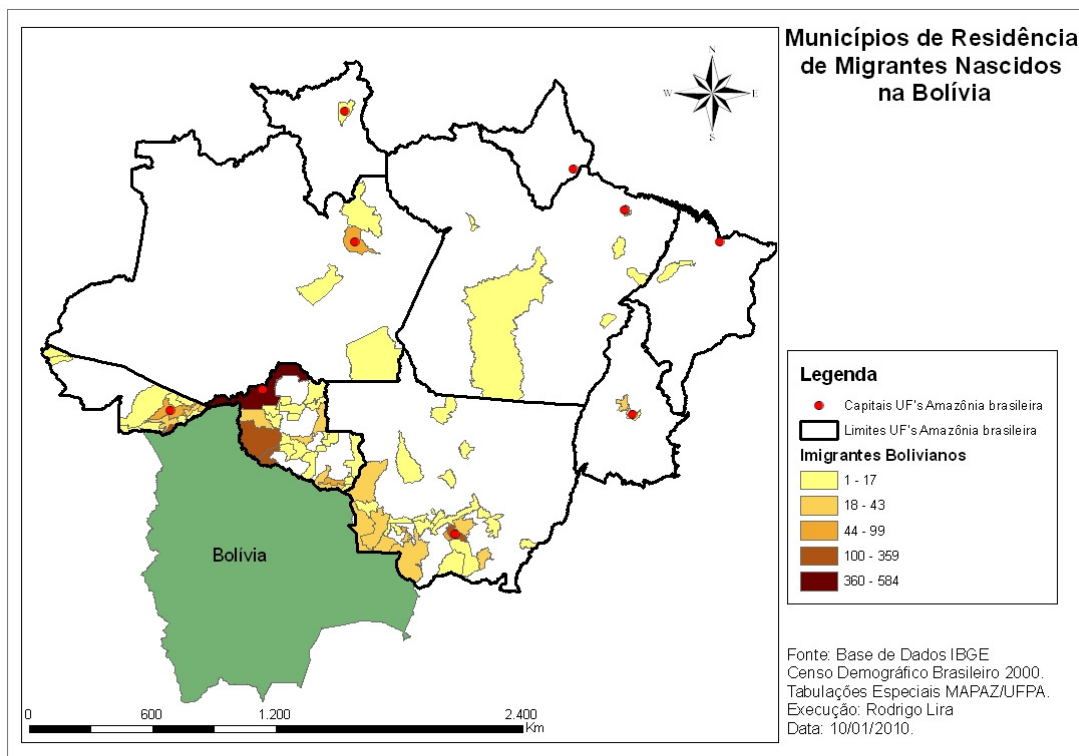 Municípios de Residência
de Migrantes Nascidos
na Bolívia
N
W
E
S
Bolívia
Legenda
Capitais UF's Amazônia brasileira
Limites UF's Amazônia brasileira
Imigrantes Bolivianos
1 - 17
18 - 43
44 - 99
100 - 359
360 - 584
0
600
1.200
2.400
Km
Fonte: Base de Dados IBGE
Censo Demográfico Brasileiro 2000.
Tabulações Especiais MAPAZ/UFPA.
Execução: Rodrigo Lira
Data: 10/01/2010.